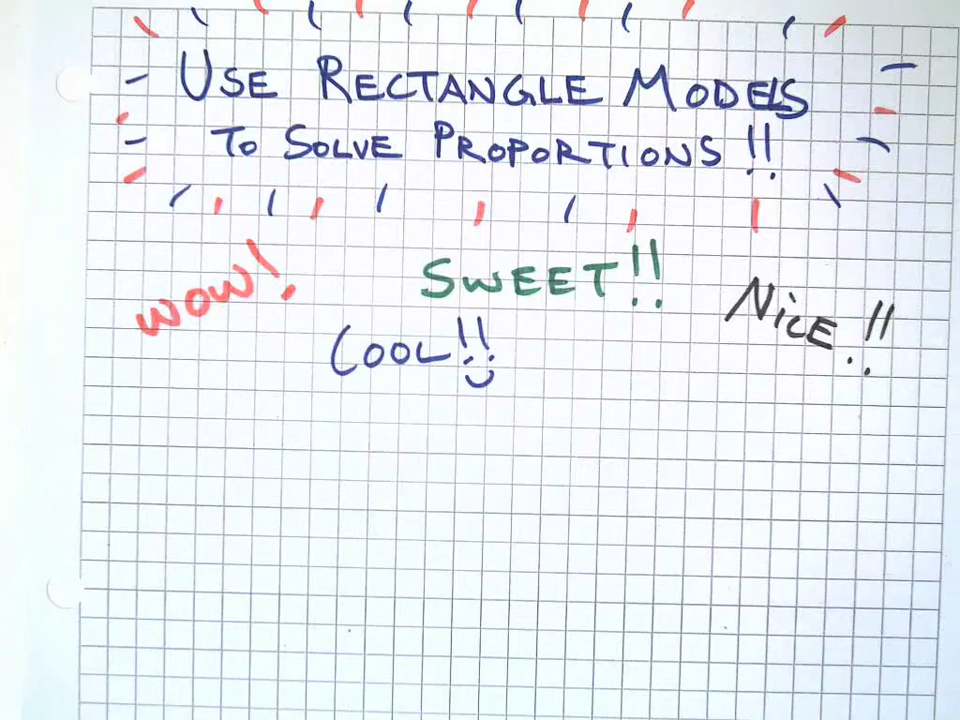 USE RECTANGLE MODELS
TO SOLVE PROPORTIONS!!
WOW!
SWEET!!
NICE!!
COOL!!